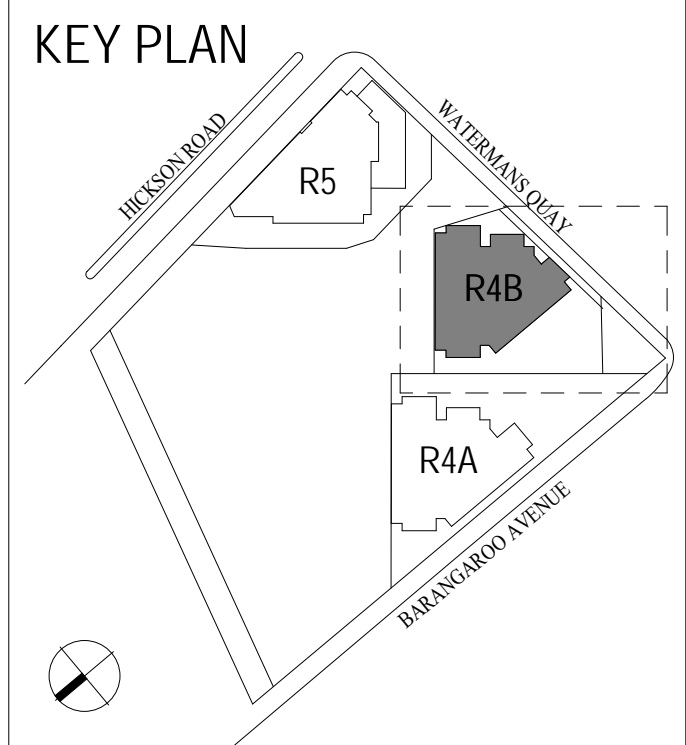 KEY PLAN
HICKSON ROAD
WATERMANS QUAY
R5
R4B
R4A
BARANGAROO AVENUE